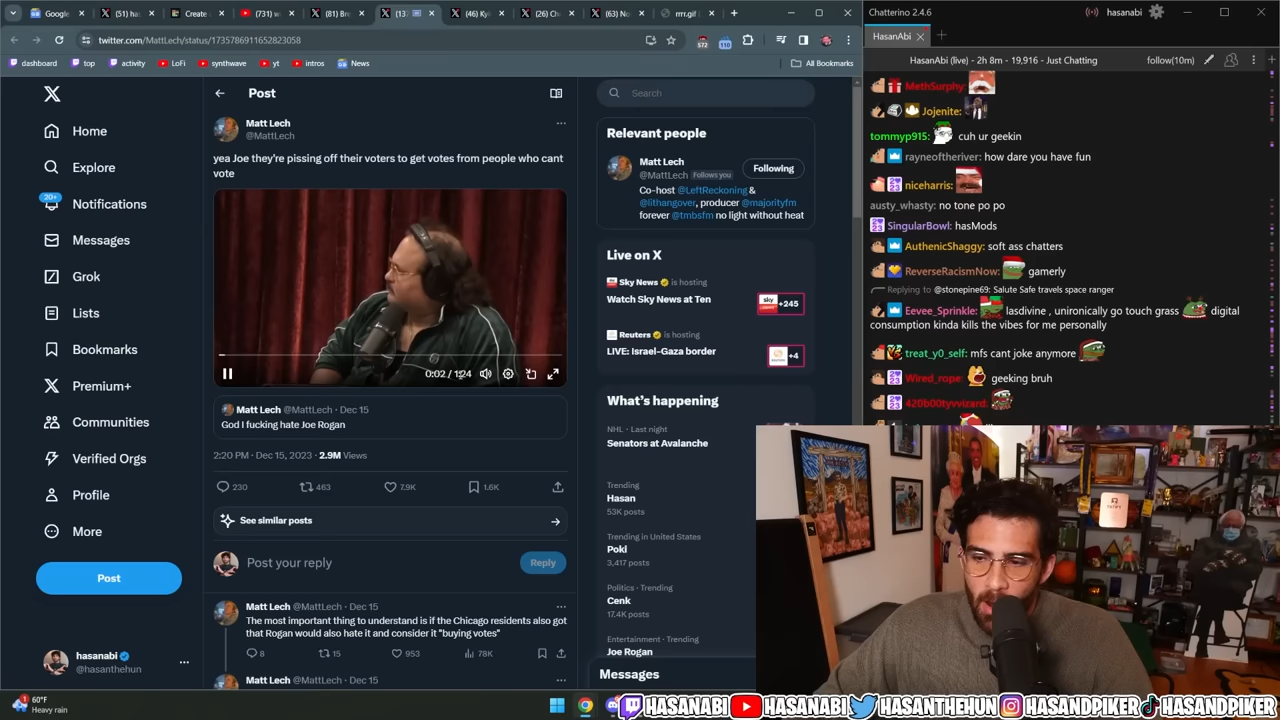 Google
(51) ha
Create
(731) w
(81) Br
(13
(46) Ky
(26) Ch
(63) No
rrrr.gif
twitter.com/MattLech/status/1735786911652823058
572
110
dashboard
top
activity
LoFi
synthwave
yt
intros
News
All Bookmarks
Home
Explore
20+
Notifications
Messages
Grok
Lists
Bookmarks
Premium+
Communities
Verified Orgs
Profile
More
Post
hasanabi
@hasanthehun
Post
Matt Lech
@MattLech
yea Joe they're pissing off their voters to get votes from people who cant
vote
0:02 / 1:24
Matt Lech @MattLech · Dec 15
God I fucking hate Joe Rogan
2:20 PM · Dec 15, 2023 · 2.9M Views
230
463
7.9K
1.6K
See similar posts
Post your reply
Reply
Matt Lech @MattLech · Dec 15
The most important thing to understand is if the Chicago residents also got
that Rogan would also hate it and consider it "buying votes"
8
15
953
78K
Matt Lech @MattLech · Dec 15
Search
Relevant people
Matt Lech
@MattLech Follows you
Following
Co-host @LeftReckoning &
@lithangover, producer @majorityfm
forever @tmbsfm no light without heat
Live on X
Sky News is hosting
Watch Sky News at Ten
sky
+245
Reuters is hosting
LIVE: Israel-Gaza border
+4
What's happening
NHL · Last night
Senators at Avalanche
Trending
Hasan
53K posts
Trending in United States
Poki
3,417 posts
Politics · Trending
Cenk
17.4K posts
Entertainment · Trending
Joe Rogan
Messages
Chatterino 2.4.6
hasanabi
HasanAbi
HasanAbi (live) - 2h 8m - 19,916 - Just Chatting
follow(10m)
MethSurphy:
Jojenite:
tommyp915: cuh ur geekin
rayneoftheriver: how dare you have fun
niceharris:
austy_whasty: no tone po po
SingularBowl: hasMods
AuthenicShaggy: soft ass chatters
ReverseRacismNow: gamerly
Replying to @stonepine69: Salute Safe travels space ranger
Eevee_Sprinkle: lasdivine , unironically go touch grass digital
consumption kinda kills the vibes for me personally
treat_y0_self: mfs cant joke anymore
Wired_rope: geeking bruh
420b00tyvvizard:
60°F
Heavy rain
HASANABI
HASANABI
HASANTHEHUN
HASANDPIKER
HASANDPIKER